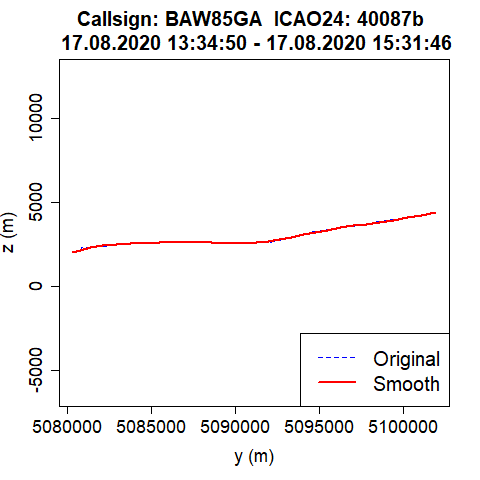 Callsign: BAW85GA  ICAO24: 40087b
17.08.2020 13:34:50 - 17.08.2020 15:31:46
z (m)
10000
5000
0
-5000
Original
Smooth
5080000 5085000 5090000 5095000 5100000
y (m)